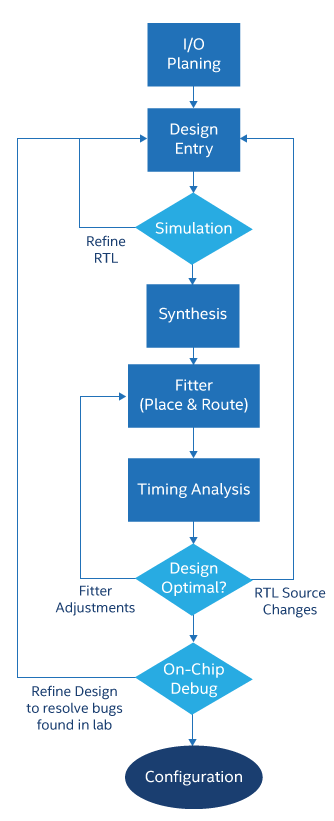 I/O
Planing
Design
Entry
Simulation
Refine
RTL
Synthesis
Fitter
(Place & Route)
Timing Analysis
Design
Optimal?
Fitter
Adjustments
RTL Source
Changes
On-Chip
Debug
Refine Design
to resolve bugs
found in lab
Configuration